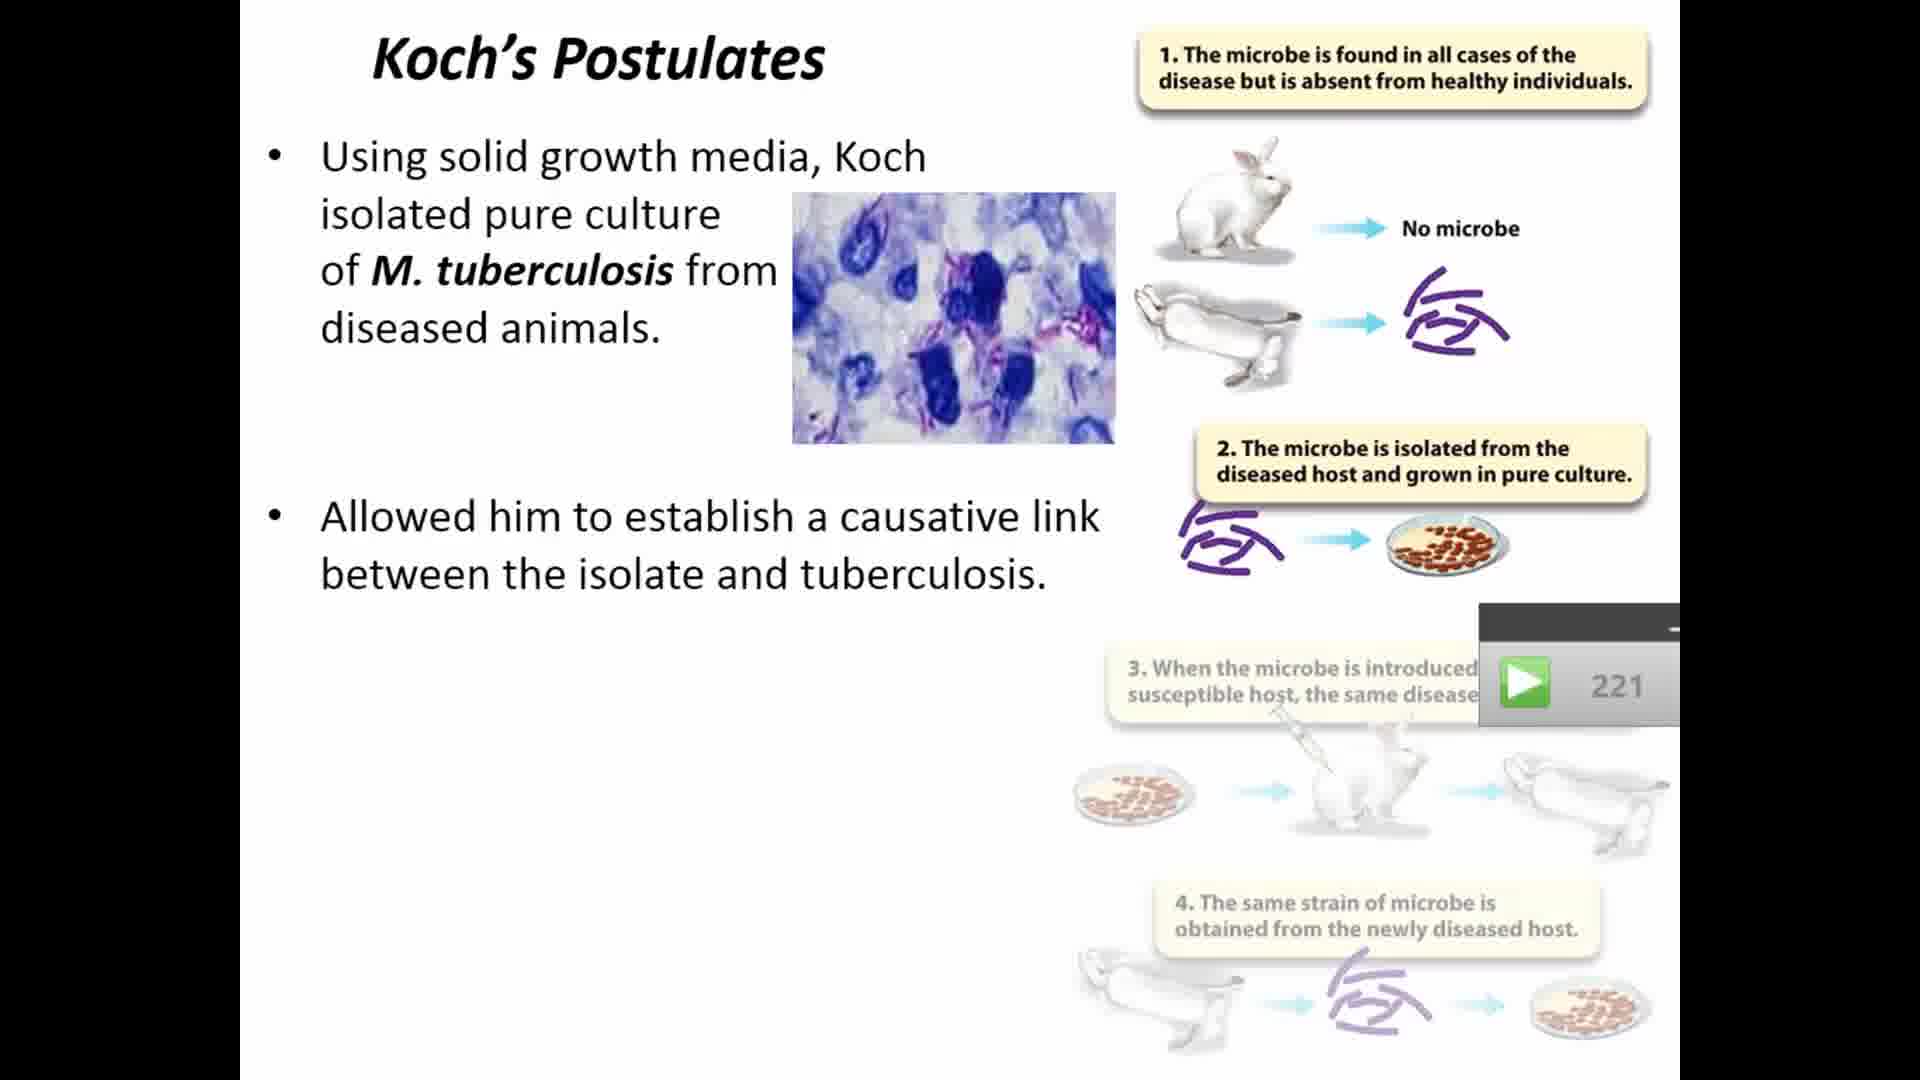 Koch's Postulates
• Using solid growth media, Koch
isolated pure culture
of M. tuberculosis from
diseased animals.
• Allowed him to establish a causative link
between the isolate and tuberculosis.
1. The microbe is found in all cases of the
disease but is absent from healthy individuals.
No microbe
2. The microbe is isolated from the
diseased host and grown in pure culture.
3. When the microbe is introduced
susceptible host, the same disease
221
4. The same strain of microbe is
obtained from the newly diseased host.